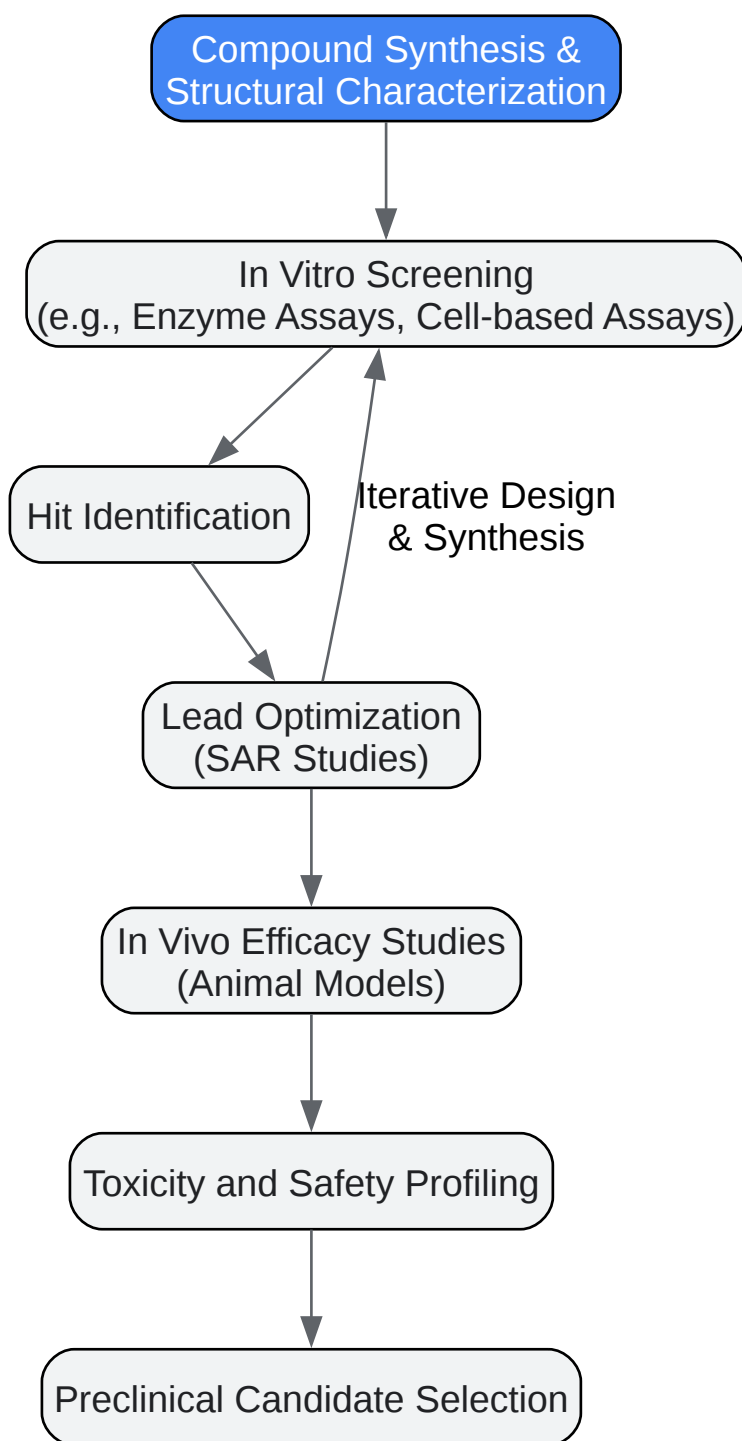 Compound Synthesis &
Structural Characterization
In Vitro Screening
(e.g., Enzyme Assays, Cell-based Assays)
Hit Identification
Iterative Design
& Synthesis
Lead Optimization
(SAR Studies)
In Vivo Efficacy Studies
(Animal Models)
Toxicity and Safety Profiling
Preclinical Candidate Selection